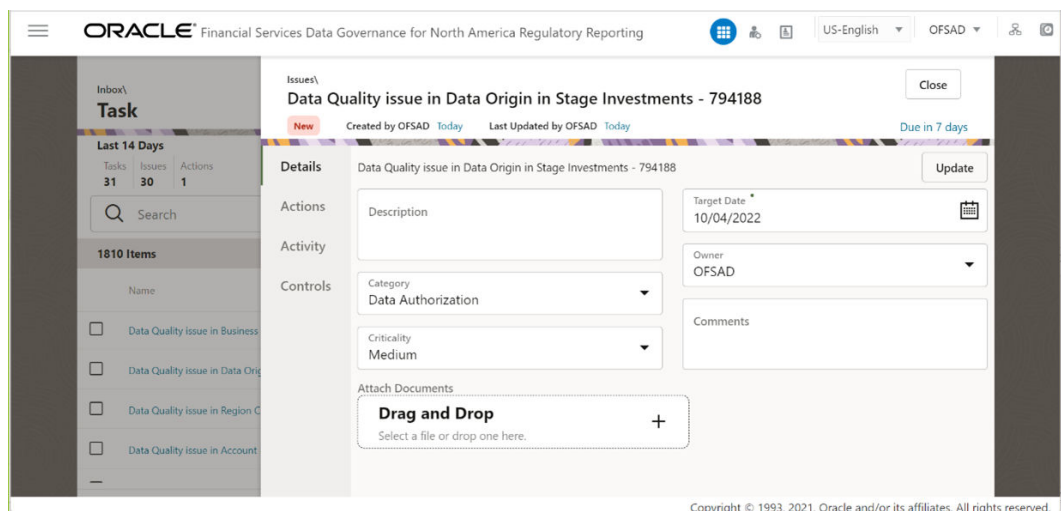 ORACLE® Financial Services Data Governance for North America Regulatory Reporting
US-English
OFSAD
Inbox\
Task
Last 14 Days
Tasks Issues Actions
31 30 1
Search
1810 Items
Name
Data Quality issue in Business
Data Quality issue in Data Orig
Data Quality issue in Region C
Data Quality issue in Account
Issues\
Data Quality issue in Data Origin in Stage Investments - 794188
Close
New Created by OFSAD Today Last Updated by OFSAD Today
Due in 7 days
Details
Actions
Activity
Controls
Data Quality issue in Data Origin in Stage Investments - 794188
Update
Description
Target Date *
10/04/2022
Owner
OFSAD
Category
Data Authorization
Comments
Criticality
Medium
Attach Documents
Drag and Drop
Select a file or drop one here.
Copyright © 1993, 2021, Oracle and/or its affiliates. All rights reserved.